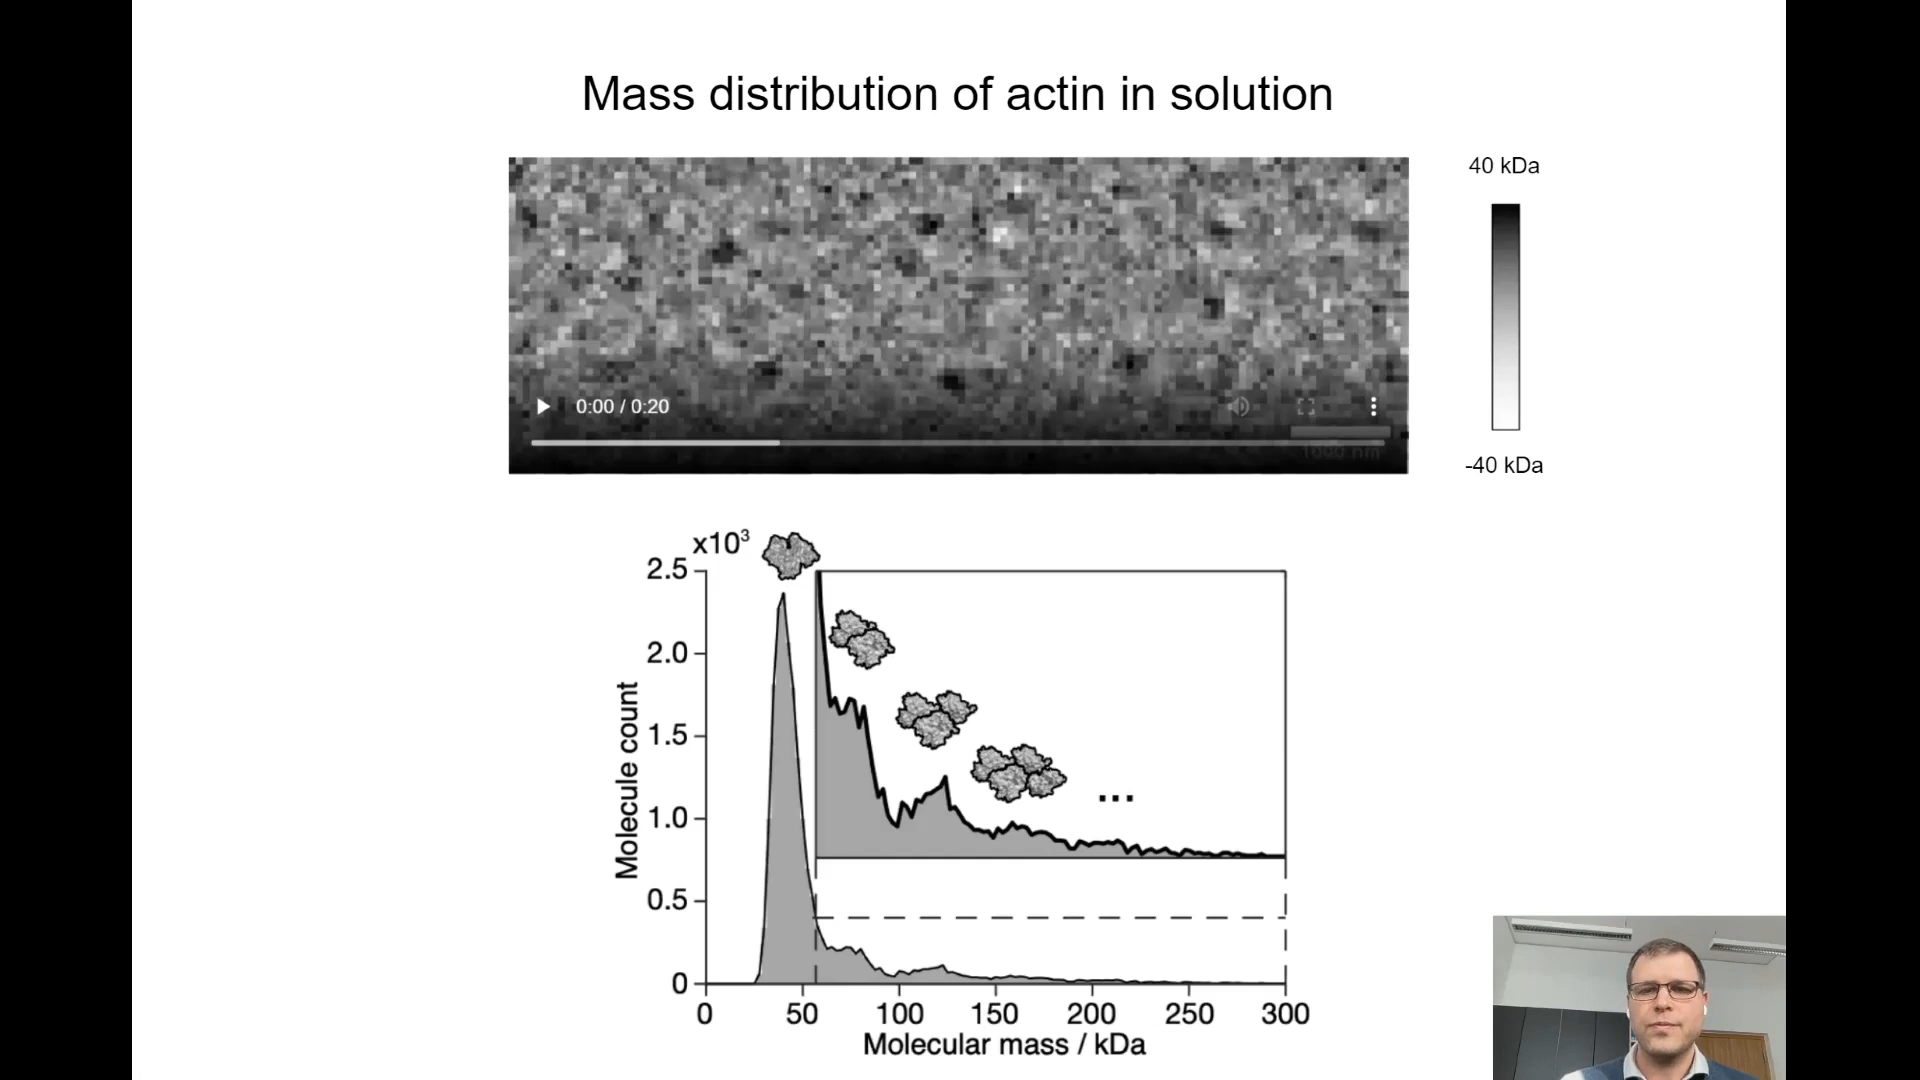 Mass distribution of actin in solution
40 kDa
0:00 / 0:20
1000 nm
-40 kDa
x10³
2.5
2.0
1.5
1.0
0.5
0
Molecule count
...
0 50 100 150 200 250 300
Molecular mass / kDa